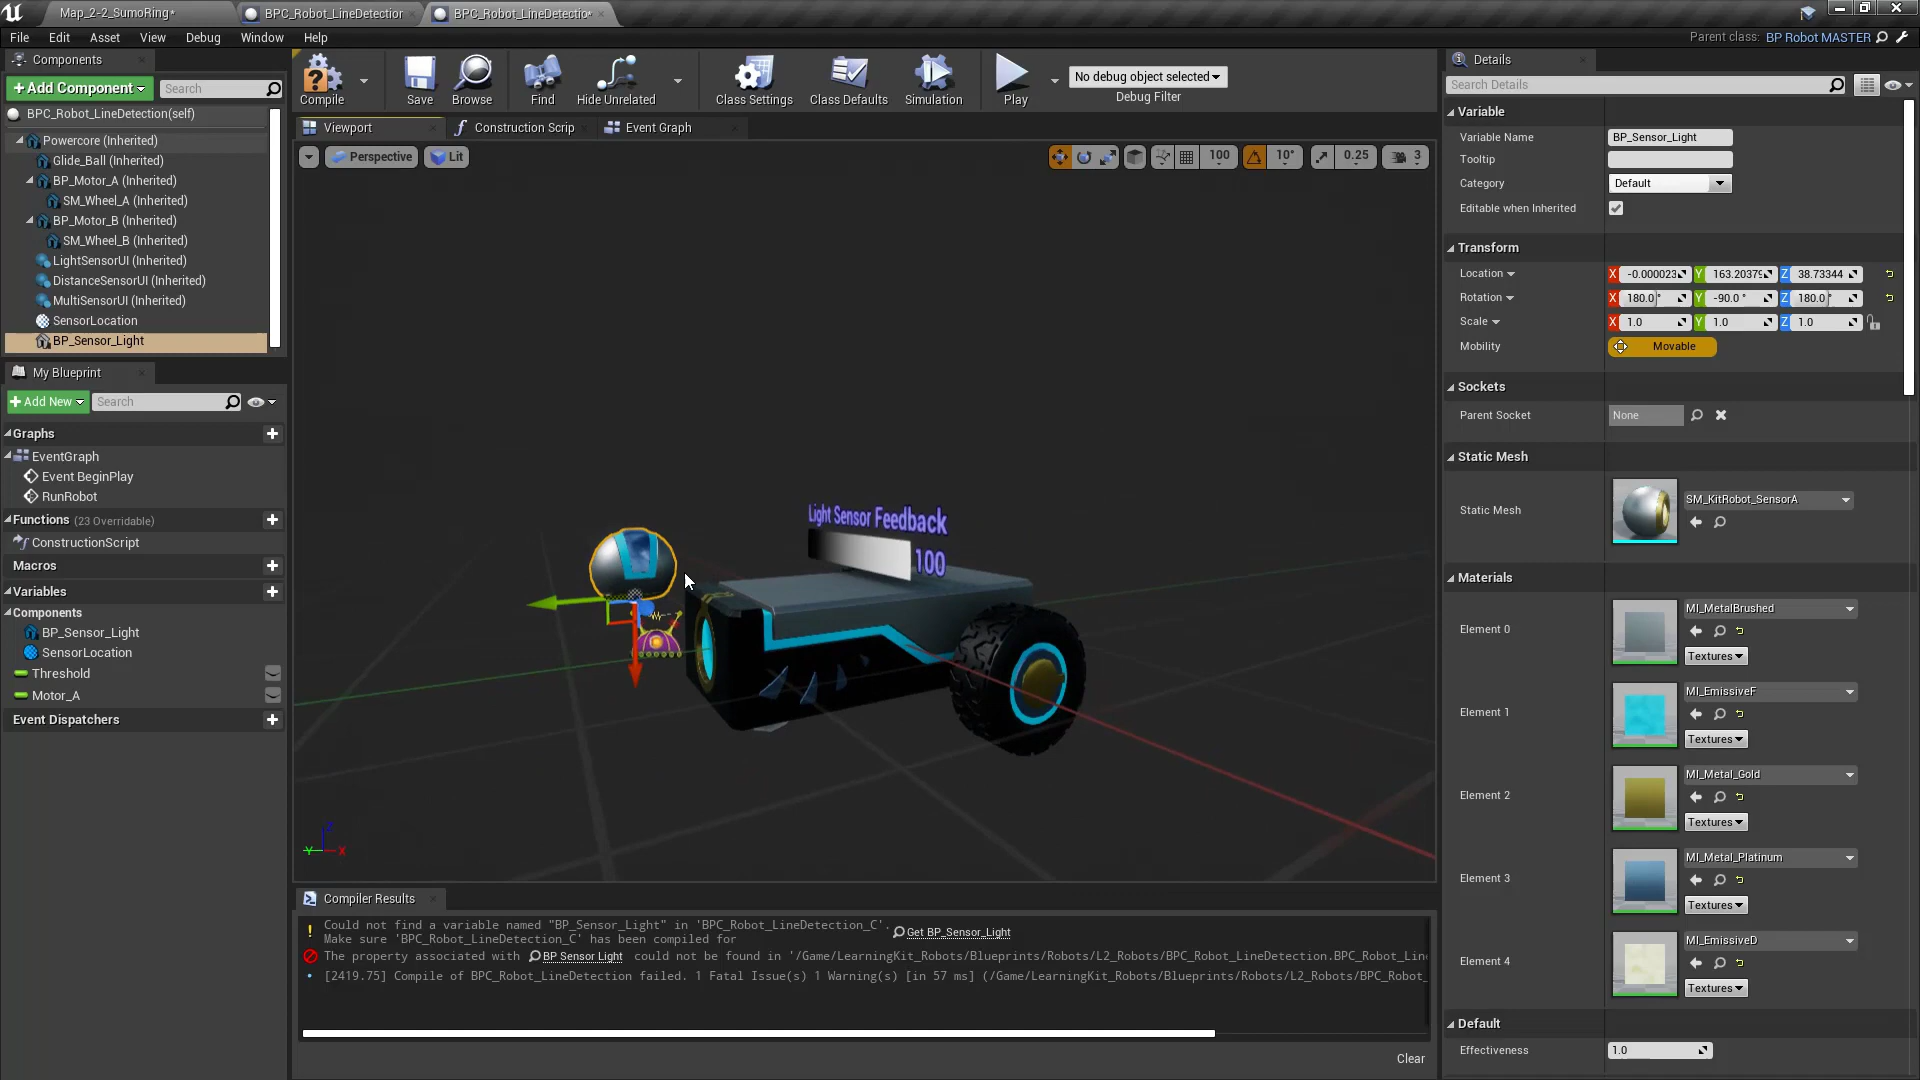 Map_2-2_SumoRing*
BPC_Robot_LineDetection
BPC_Robot_LineDetectio*
File Edit Asset View Debug Window Help
Parent class: BP Robot MASTER
Components
+Add Component
Search
BPC_Robot_LineDetection(self)
Powercore (Inherited)
Glide_Ball (Inherited)
BP_Motor_A (Inherited)
SM_Wheel_A (Inherited)
BP_Motor_B (Inherited)
SM_Wheel_B (Inherited)
LightSensorUI (Inherited)
DistanceSensorUI (Inherited)
MultiSensorUI (Inherited)
SensorLocation
BP_Sensor_Light
My Blueprint
+Add New
Search
Graphs
EventGraph
Event BeginPlay
RunRobot
Functions (23 Overridable)
ConstructionScript
Macros
Variables
Components
BP_Sensor_Light
SensorLocation
Threshold
Motor_A
Event Dispatchers
Compile
Save
Browse
Find
Hide Unrelated
Class Settings
Class Defaults
Simulation
Play
No debug object selected
Debug Filter
Viewport
Construction Scrip
Event Graph
Perspective
Lit
100
10°
0.25
3
Light Sensor Feedback
100
Z
Y
X
Compiler Results
Could not find a variable named "BP_Sensor_Light" in 'BPC_Robot_LineDetection_C'.
Make sure 'BPC_Robot_LineDetection_C' has been compiled for
Get BP_Sensor_Light
The property associated with BP Sensor Light could not be found in '/Game/LearningKit_Robots/Blueprints/Robots/L2_Robots/BPC_Robot_LineDetection.BPC_Robot_Lin
[2419.75] Compile of BPC_Robot_LineDetection failed. 1 Fatal Issue(s) 1 Warning(s) [in 57 ms] (/Game/LearningKit_Robots/Blueprints/Robots/L2_Robots/BPC_Robot_
Clear
Details
Search Details
Variable
Variable Name BP_Sensor_Light
Tooltip
Category Default
Editable when Inherited
Transform
Location X -0.000023 Y 163.20379 Z 38.73344
Rotation X 180.0 ° Y -90.0 ° Z 180.0 °
Scale X 1.0 Y 1.0 Z 1.0
Mobility Movable
Sockets
Parent Socket None
Static Mesh
Static Mesh SM_KitRobot_SensorA
Materials
Element 0 MI_MetalBrushed
Textures
Element 1 MI_EmissiveF
Textures
Element 2 MI_Metal_Gold
Textures
Element 3 MI_Metal_Platinum
Textures
Element 4 MI_EmissiveD
Textures
Default
Effectiveness 1.0